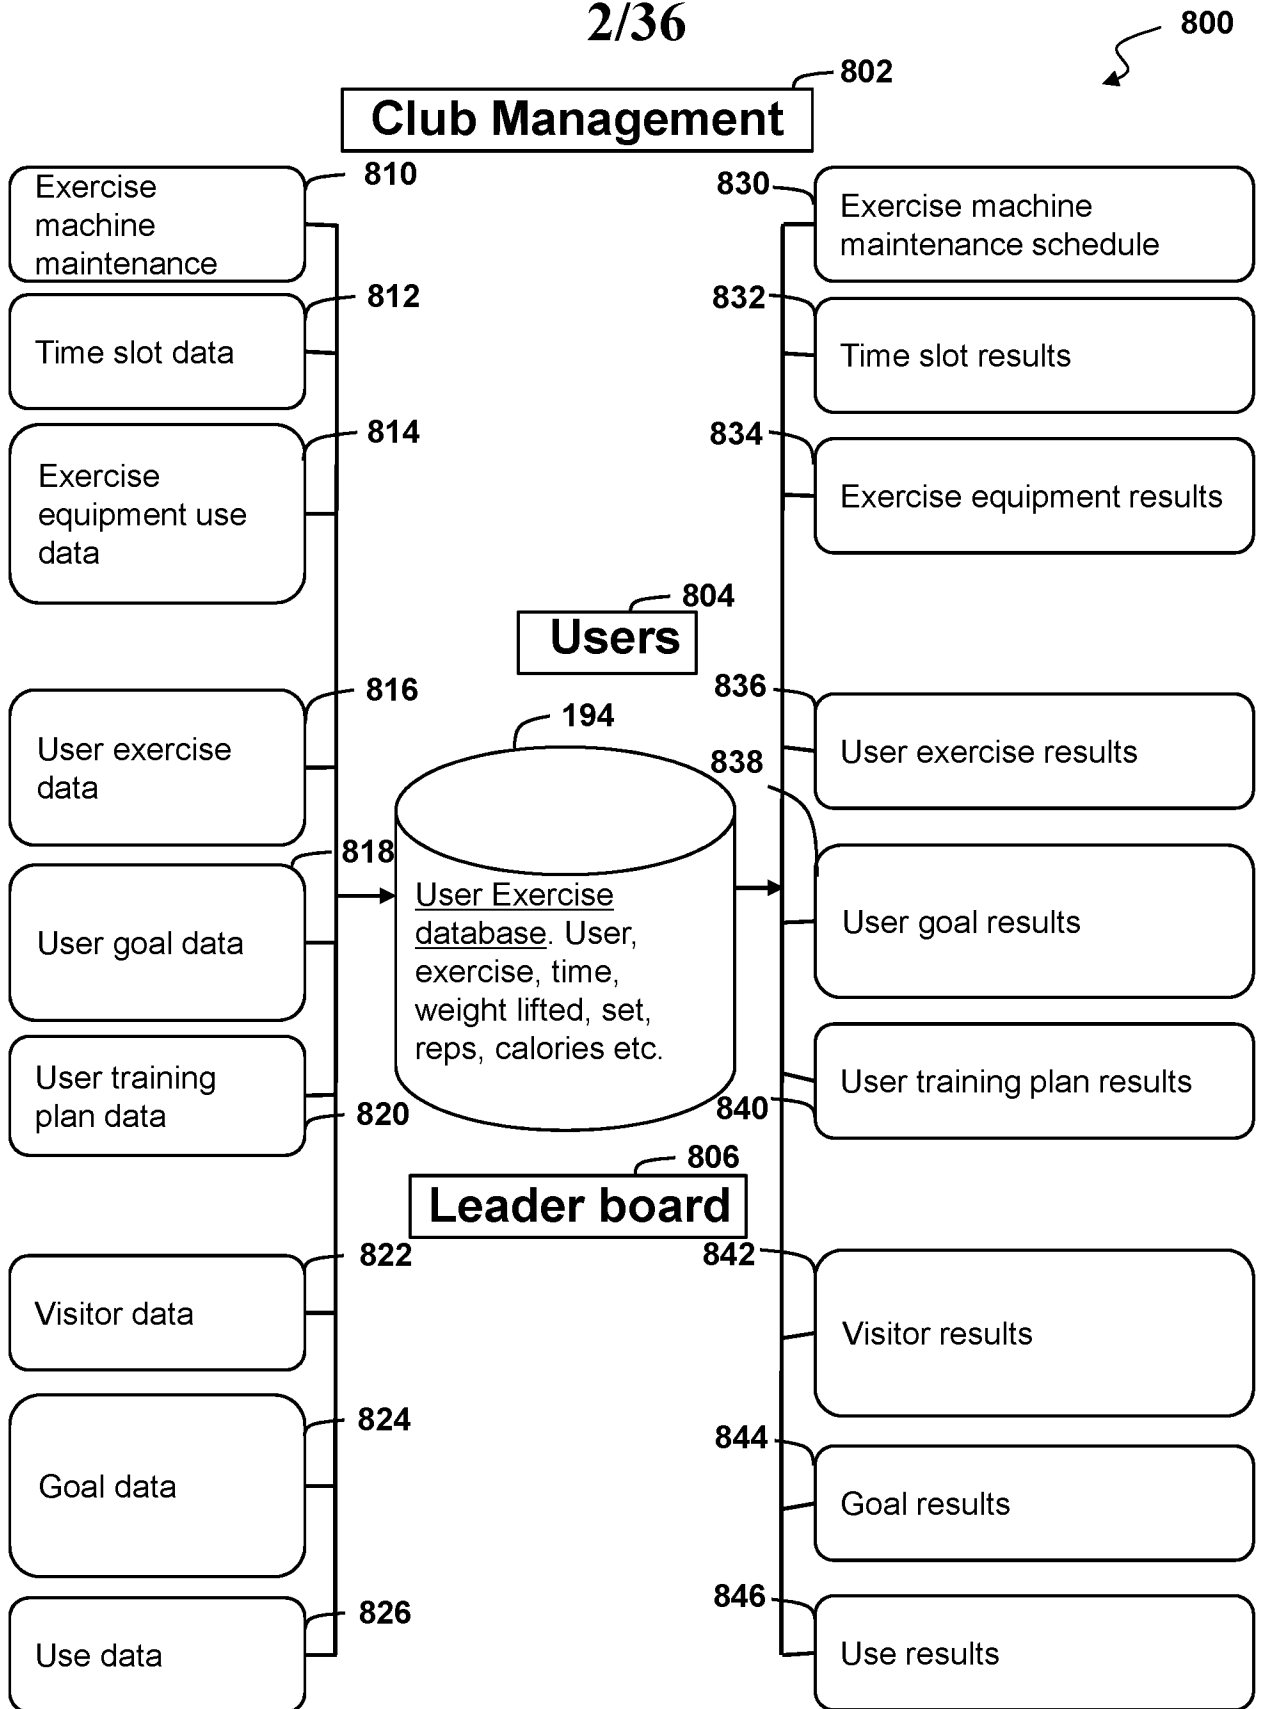 2/36
800
802
Club Management
810
Exercise
machine
maintenance
830
Exercise machine
maintenance schedule
812
Time slot data
832
Time slot results
814
Exercise
equipment use
data
834
Exercise equipment results
804
Users
816
User exercise
data
194
836
User exercise results
838
818
User goal data
User Exercise
database. User,
exercise, time,
weight lifted, set,
reps, calories etc.
User goal results
User training
plan data
820
840
User training plan results
806
Leader board
822
Visitor data
842
Visitor results
824
Goal data
844
Goal results
826
Use data
846
Use results